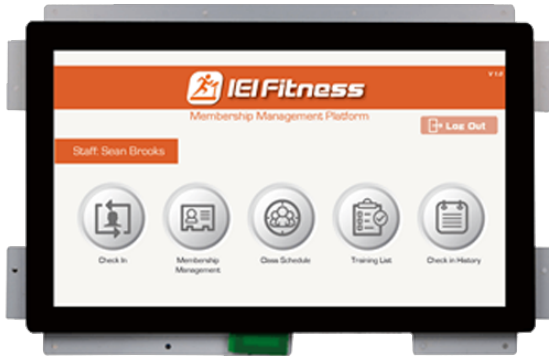 V 1.0
IEI Fitness
Membership Management Platform
Log Out
Staff: Sean Brooks
Check In
Membership
Management
Class Schedule
Training List
Check in History